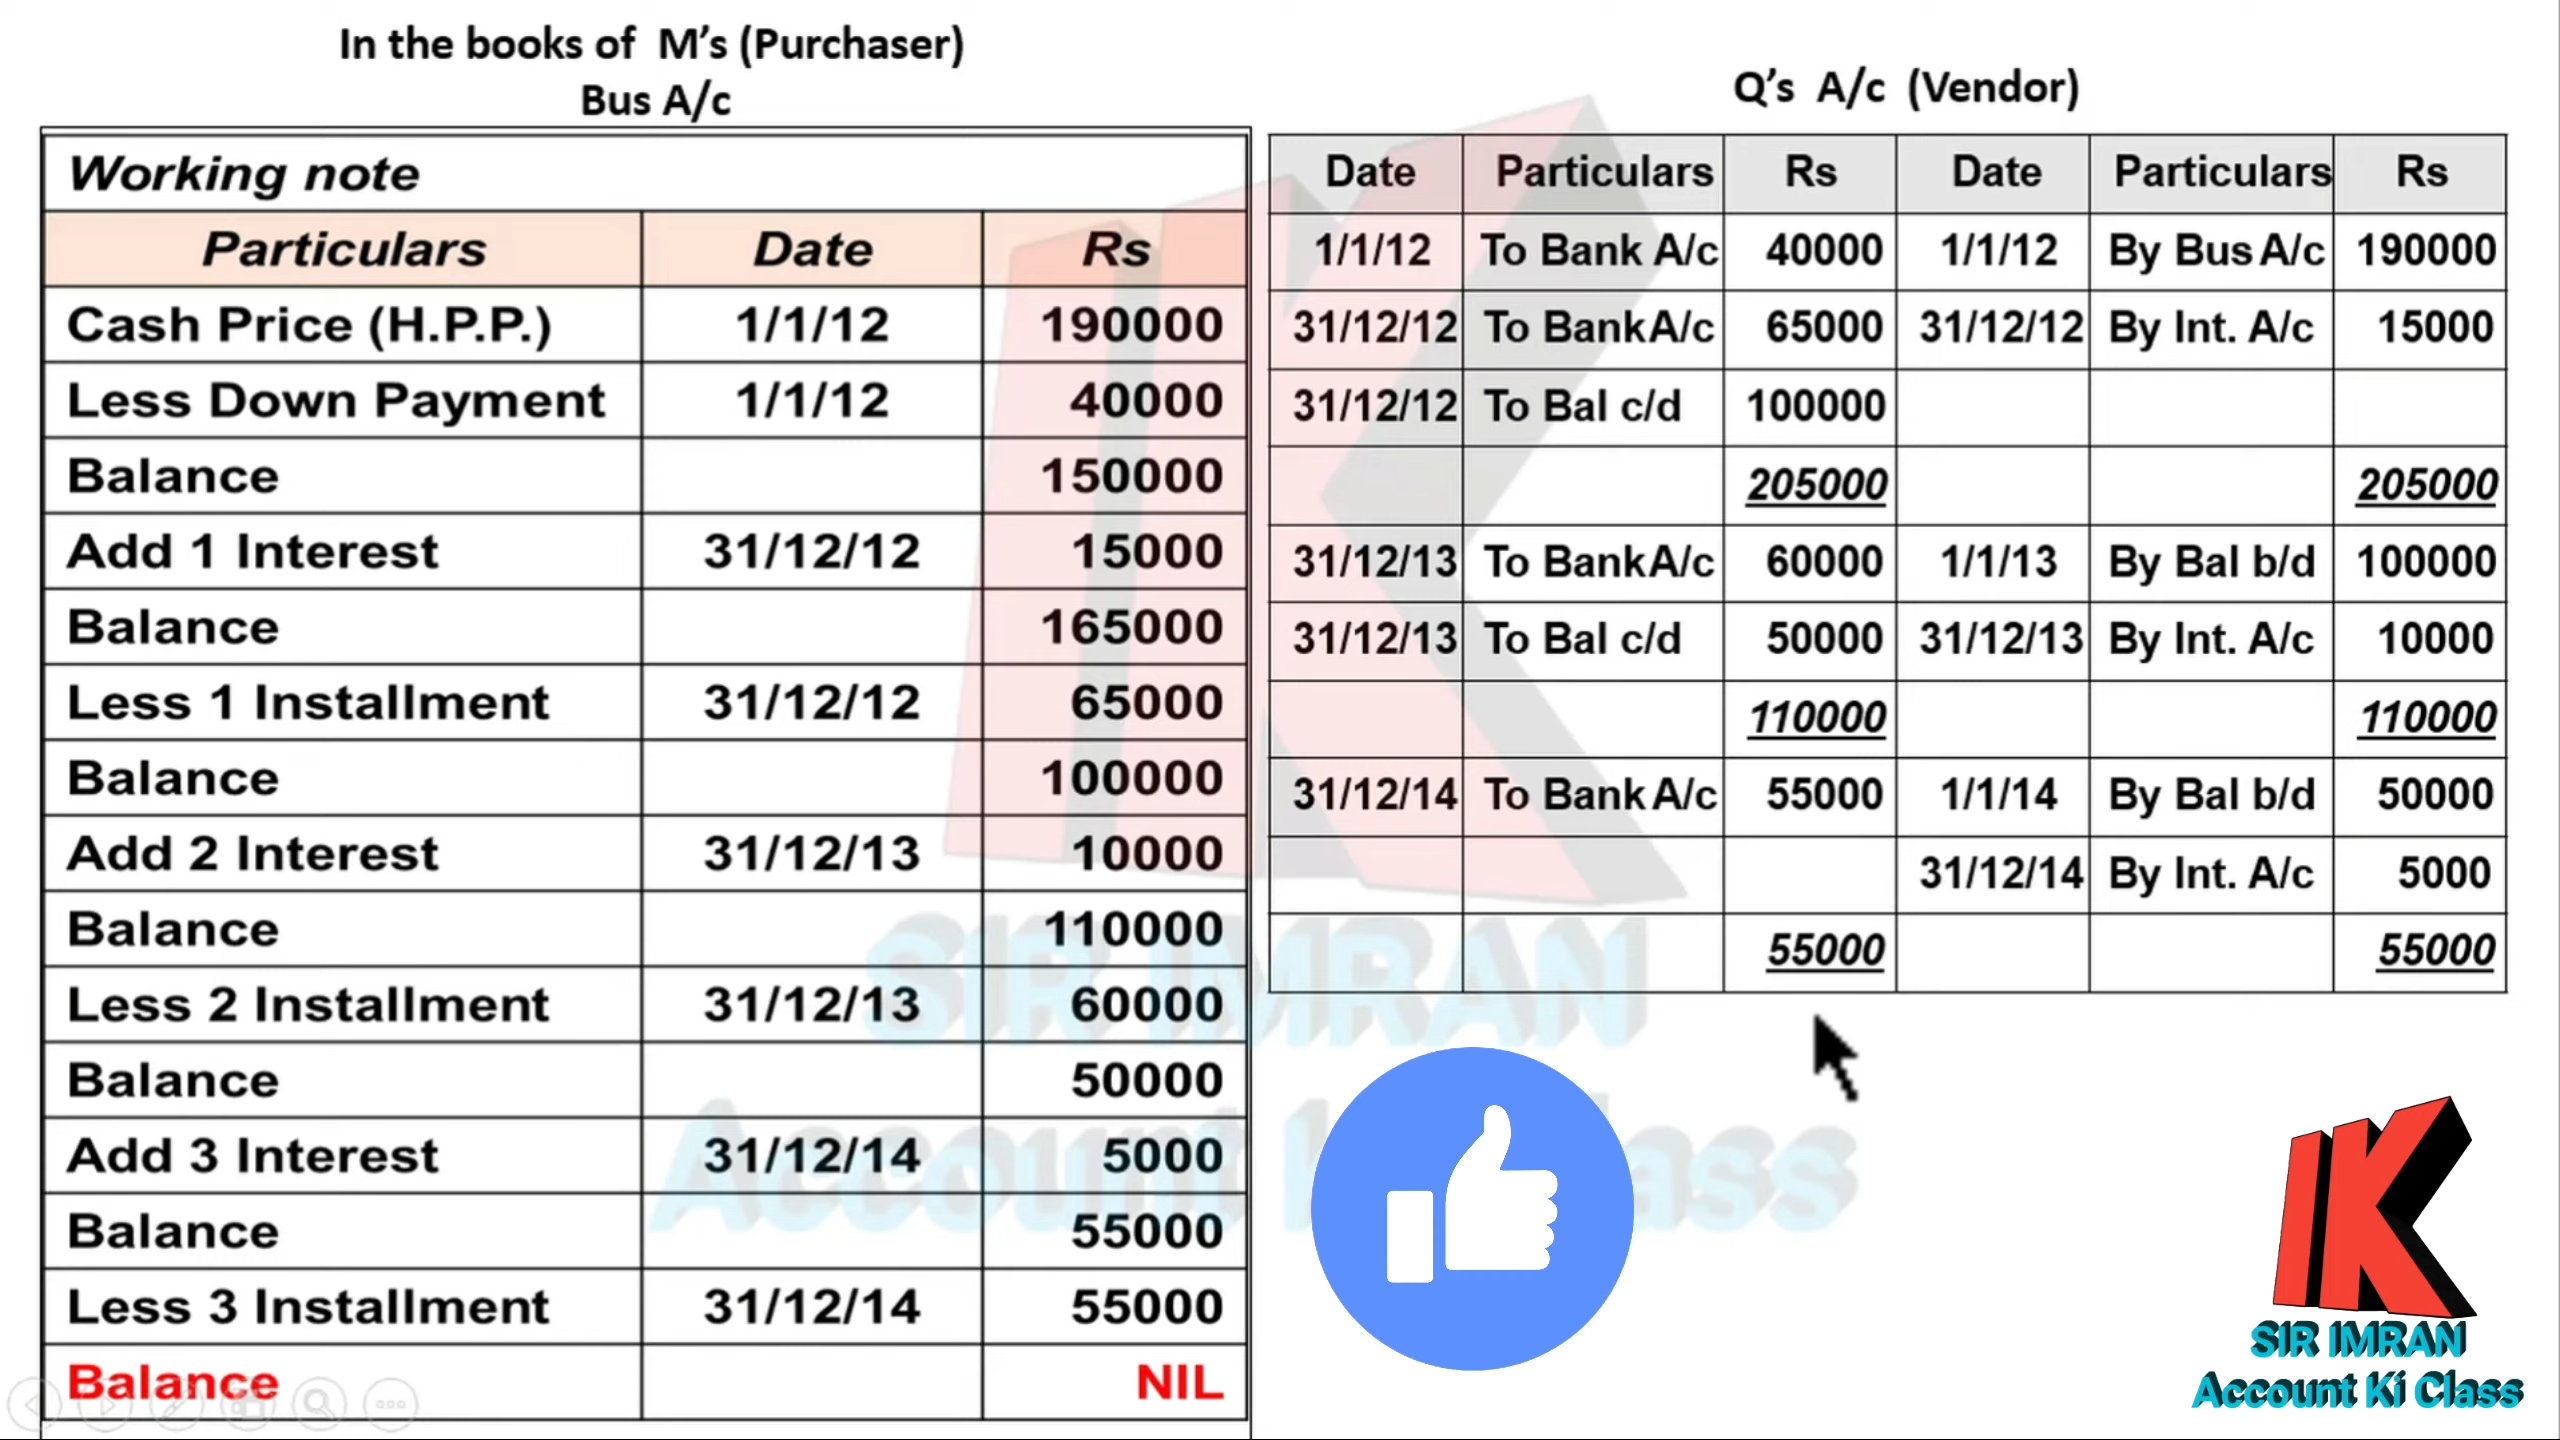 In the books of M's (Purchaser)
Bus A/c
Working note
Particulars Date Rs
Cash Price (H.P.P.) 1/1/12 190000
Less Down Payment 1/1/12 40000
Balance 150000
Add 1 Interest 31/12/12 15000
Balance 165000
Less 1 Installment 31/12/12 65000
Balance 100000
Add 2 Interest 31/12/13 10000
Balance 110000
Less 2 Installment 31/12/13 60000
Balance 50000
Add 3 Interest 31/12/14 5000
Balance 55000
Less 3 Installment 31/12/14 55000
Balance NIL
Q's A/c (Vendor)
Date Particulars Rs Date Particulars Rs
1/1/12 To Bank A/c 40000 1/1/12 By Bus A/c 190000
31/12/12 To Bank A/c 65000 31/12/12 By Int. A/c 15000
31/12/12 To Bal c/d 100000
205000 205000
31/12/13 To Bank A/c 60000 1/1/13 By Bal b/d 100000
31/12/13 To Bal c/d 50000 31/12/13 By Int. A/c 10000
110000 110000
31/12/14 To Bank A/c 55000 1/1/14 By Bal b/d 50000
31/12/14 By Int. A/c 5000
55000 55000
SIR IMRAN
Account Ki Class
IK
SIR IMRAN
Account Ki Class